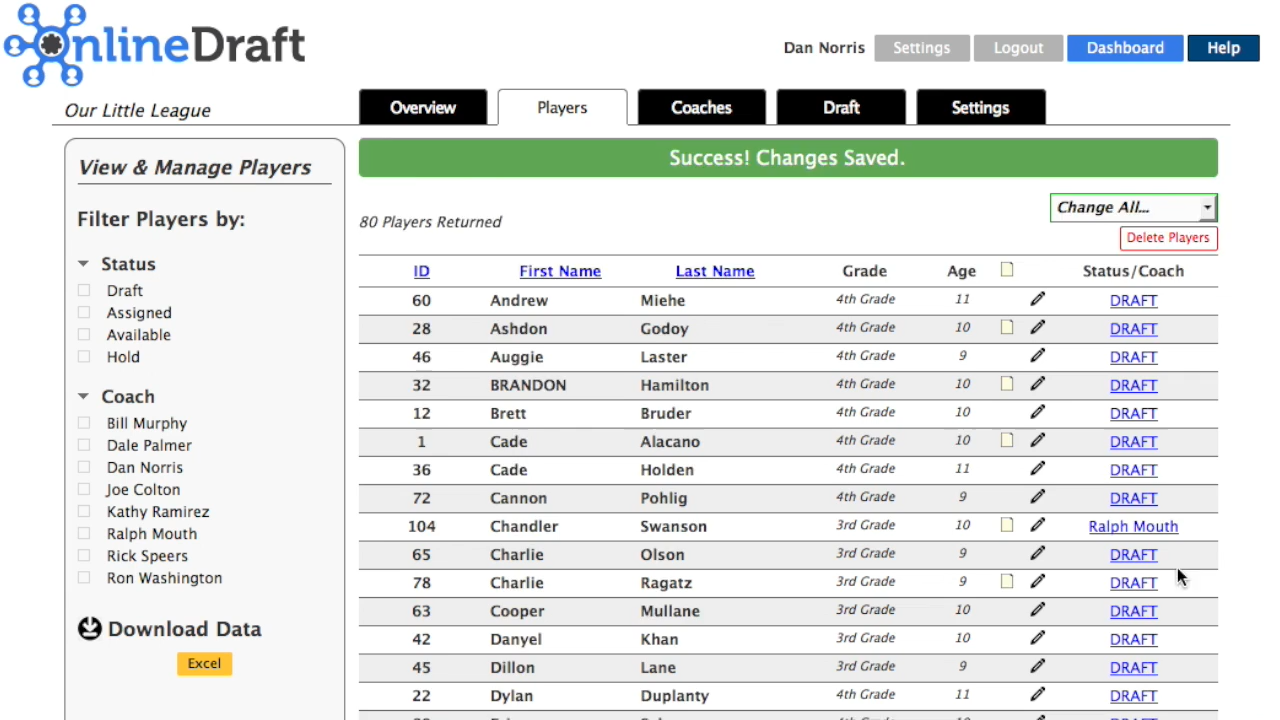 OnlineDraft
Dan Norris Settings Logout Dashboard Help
Our Little League
Overview Players Coaches Draft Settings
View & Manage Players
Filter Players by:
Status
Draft
Assigned
Available
Hold
Coach
Bill Murphy
Dale Palmer
Dan Norris
Joe Colton
Kathy Ramirez
Ralph Mouth
Rick Speers
Ron Washington
Download Data
Excel
Success! Changes Saved.
80 Players Returned
Change All...
Delete Players
ID First Name Last Name Grade Age Status/Coach
60 Andrew Miehe 4th Grade 11 DRAFT
28 Ashdon Godoy 4th Grade 10 DRAFT
46 Auggie Laster 4th Grade 9 DRAFT
32 BRANDON Hamilton 4th Grade 10 DRAFT
12 Brett Bruder 4th Grade 10 DRAFT
1 Cade Alacano 4th Grade 10 DRAFT
36 Cade Holden 4th Grade 11 DRAFT
72 Cannon Pohlig 4th Grade 9 DRAFT
104 Chandler Swanson 3rd Grade 10 Ralph Mouth
65 Charlie Olson 3rd Grade 9 DRAFT
78 Charlie Ragatz 3rd Grade 9 DRAFT
63 Cooper Mullane 3rd Grade 10 DRAFT
42 Danyel Khan 3rd Grade 10 DRAFT
45 Dillon Lane 3rd Grade 9 DRAFT
22 Dylan Duplanty 4th Grade 11 DRAFT